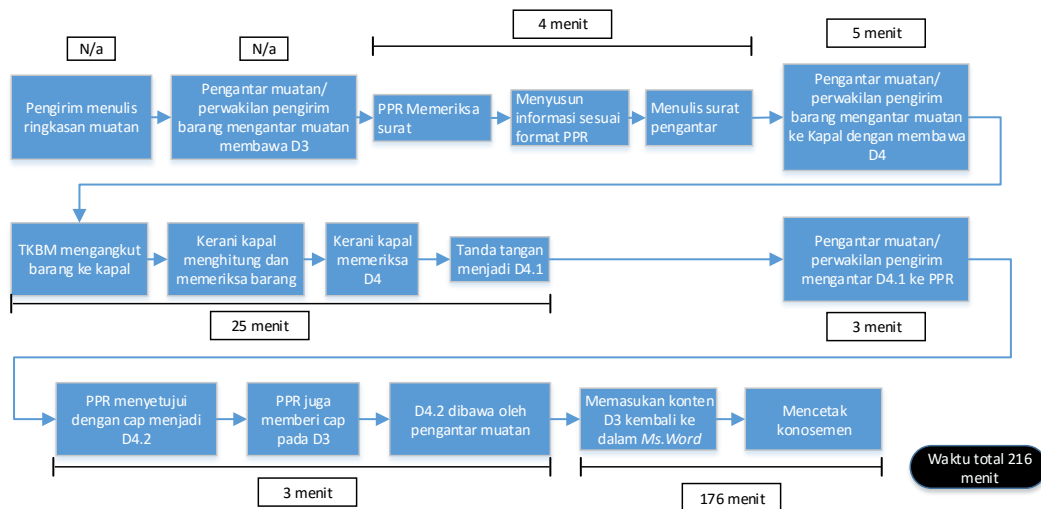 N/a
N/a
4 menit
5 menit
Pengirim menulis
ringkasan muatan
Pengantar muatan/
perwakilan pengirim
barang mengantar muatan
membawa D3
PPR Memeriksa
surat
Menyusun
informasi sesuai
format PPR
Menulis surat
pengantar
Pengantar muatan/
perwakilan pengirim
barang mengantar muatan
ke Kapal dengan membawa
D4
TKBM mengangkut
barang ke kapal
Kerani kapal
menghitung dan
memeriksa barang
Kerani kapal
memeriksa
D4
Tanda tangan
menjadi D4.1
Pengantar muatan/
perwakilan pengirim
mengantar D4.1 ke PPR
25 menit
3 menit
PPR menyetujui
dengan cap menjadi
D4.2
PPR juga
memberi cap
pada D3
D4.2 dibawa oleh
pengantar muatan
Memasukan konten
D3 kembali ke
dalam Ms.Word
Mencetak
konosemen
3 menit
176 menit
Waktu total 216
menit